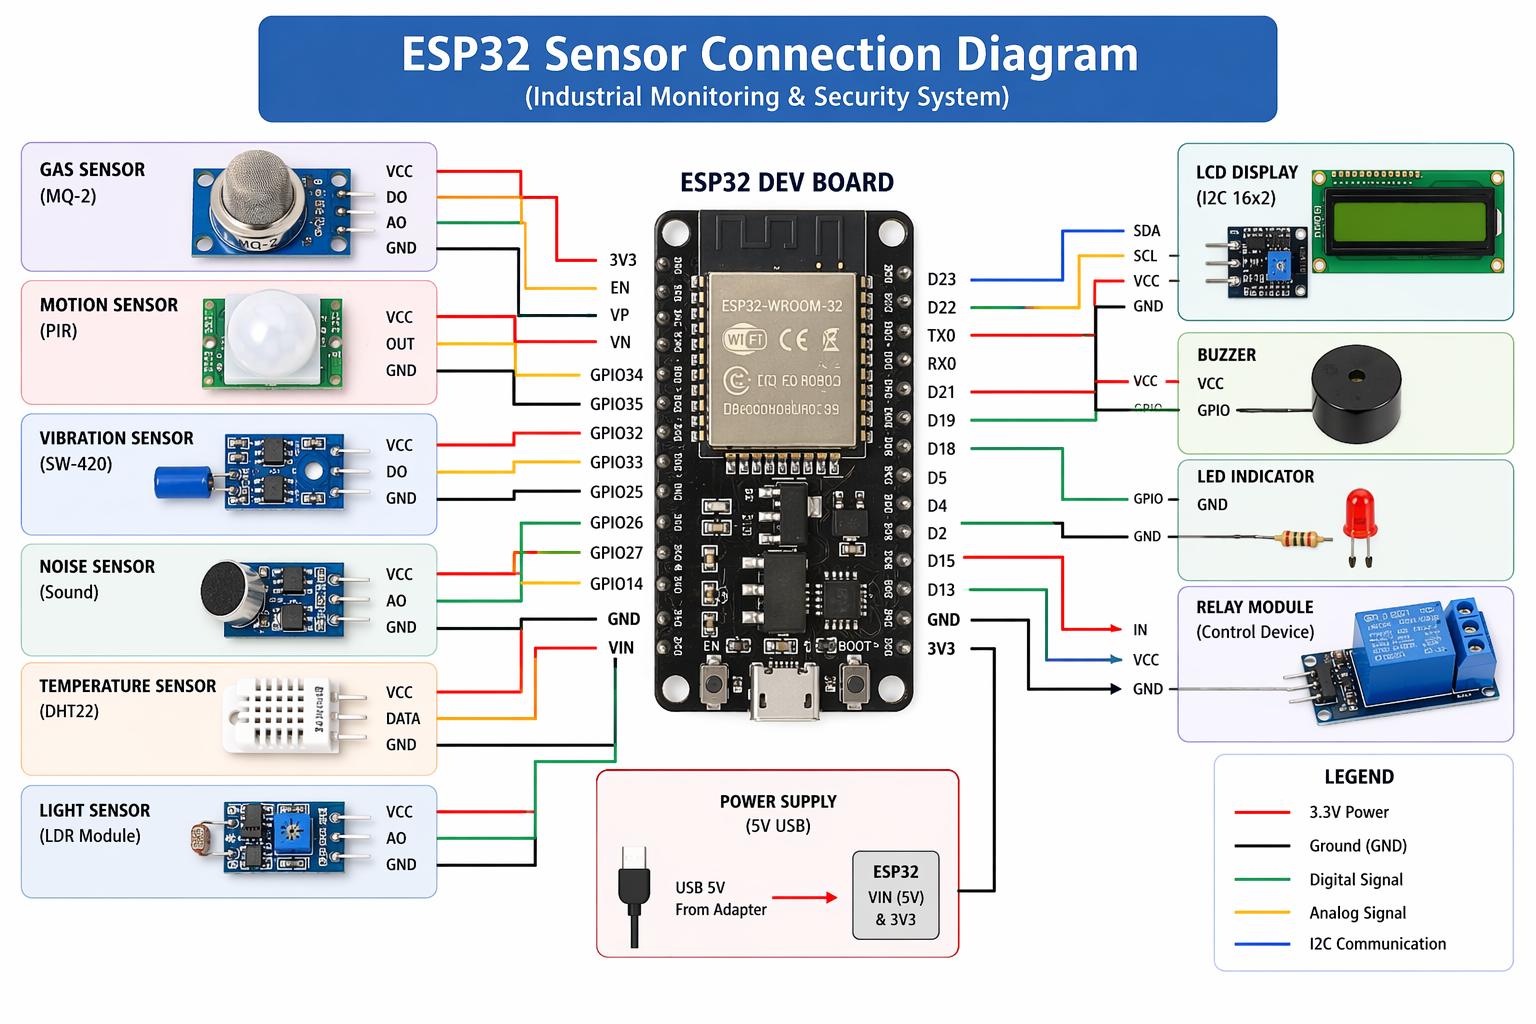 ESP32 Sensor Connection Diagram
(Industrial Monitoring & Security System)
GAS SENSOR
(MQ-2)
MQ-2
VCC
DO
AO
GND
MOTION SENSOR
(PIR)
VCC
OUT
GND
VIBRATION SENSOR
(SW-420)
VCC
DO
GND
NOISE SENSOR
(Sound)
VCC
AO
GND
TEMPERATURE SENSOR
(DHT22)
VCC
DATA
GND
LIGHT SENSOR
(LDR Module)
VCC
AO
GND
ESP32 DEV BOARD
3V3
EN
VP
VN
GPIO34
GPIO35
GPIO32
GPIO33
GPIO25
GPIO26
GPIO27
GPIO14
GND
VIN
ESP32-WROOM-32
WiFi
CE
EN
BOOT
D23
D22
TX0
RX0
D21
D19
D18
D5
D4
D2
D15
D13
GND
3V3
LCD DISPLAY
(I2C 16x2)
SDA
SCL
VCC
GND
BUZZER
VCC
VCC
GPIO
GPIO
LED INDICATOR
GPIO
GND
GND
RELAY MODULE
(Control Device)
IN
VCC
GND
POWER SUPPLY
(5V USB)
USB 5V
From Adapter
ESP32
VIN (5V)
& 3V3
LEGEND
3.3V Power
Ground (GND)
Digital Signal
Analog Signal
I2C Communication